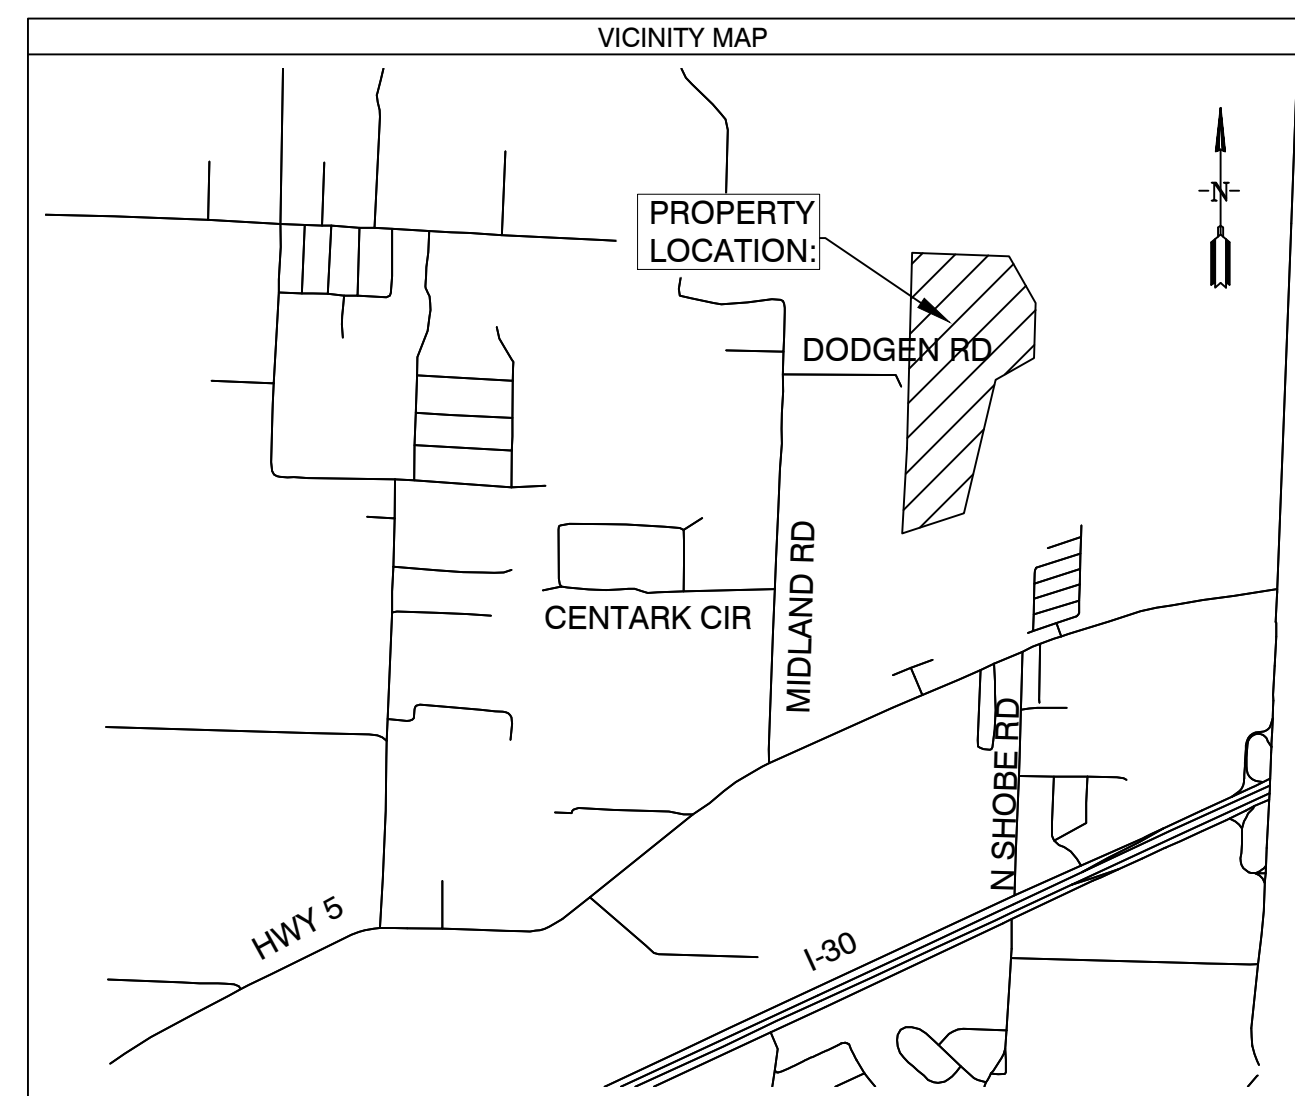 VICINITY MAP
-N-
PROPERTY
LOCATION:
DODGEN RD
MIDLAND RD
CENTARK CIR
N SHOBE RD
HWY 5
I-30